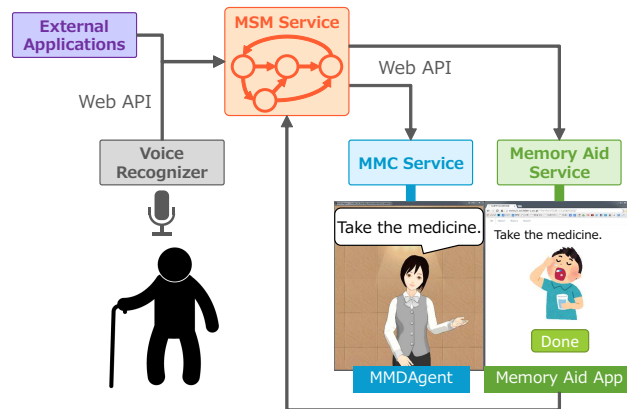 External
Applications
MSM Service
Web API
Web API
Voice
Recognizer
MMC Service
Memory Aid
Service
Take the medicine.
Take the medicine.
Done
MMDAgent
Memory Aid App